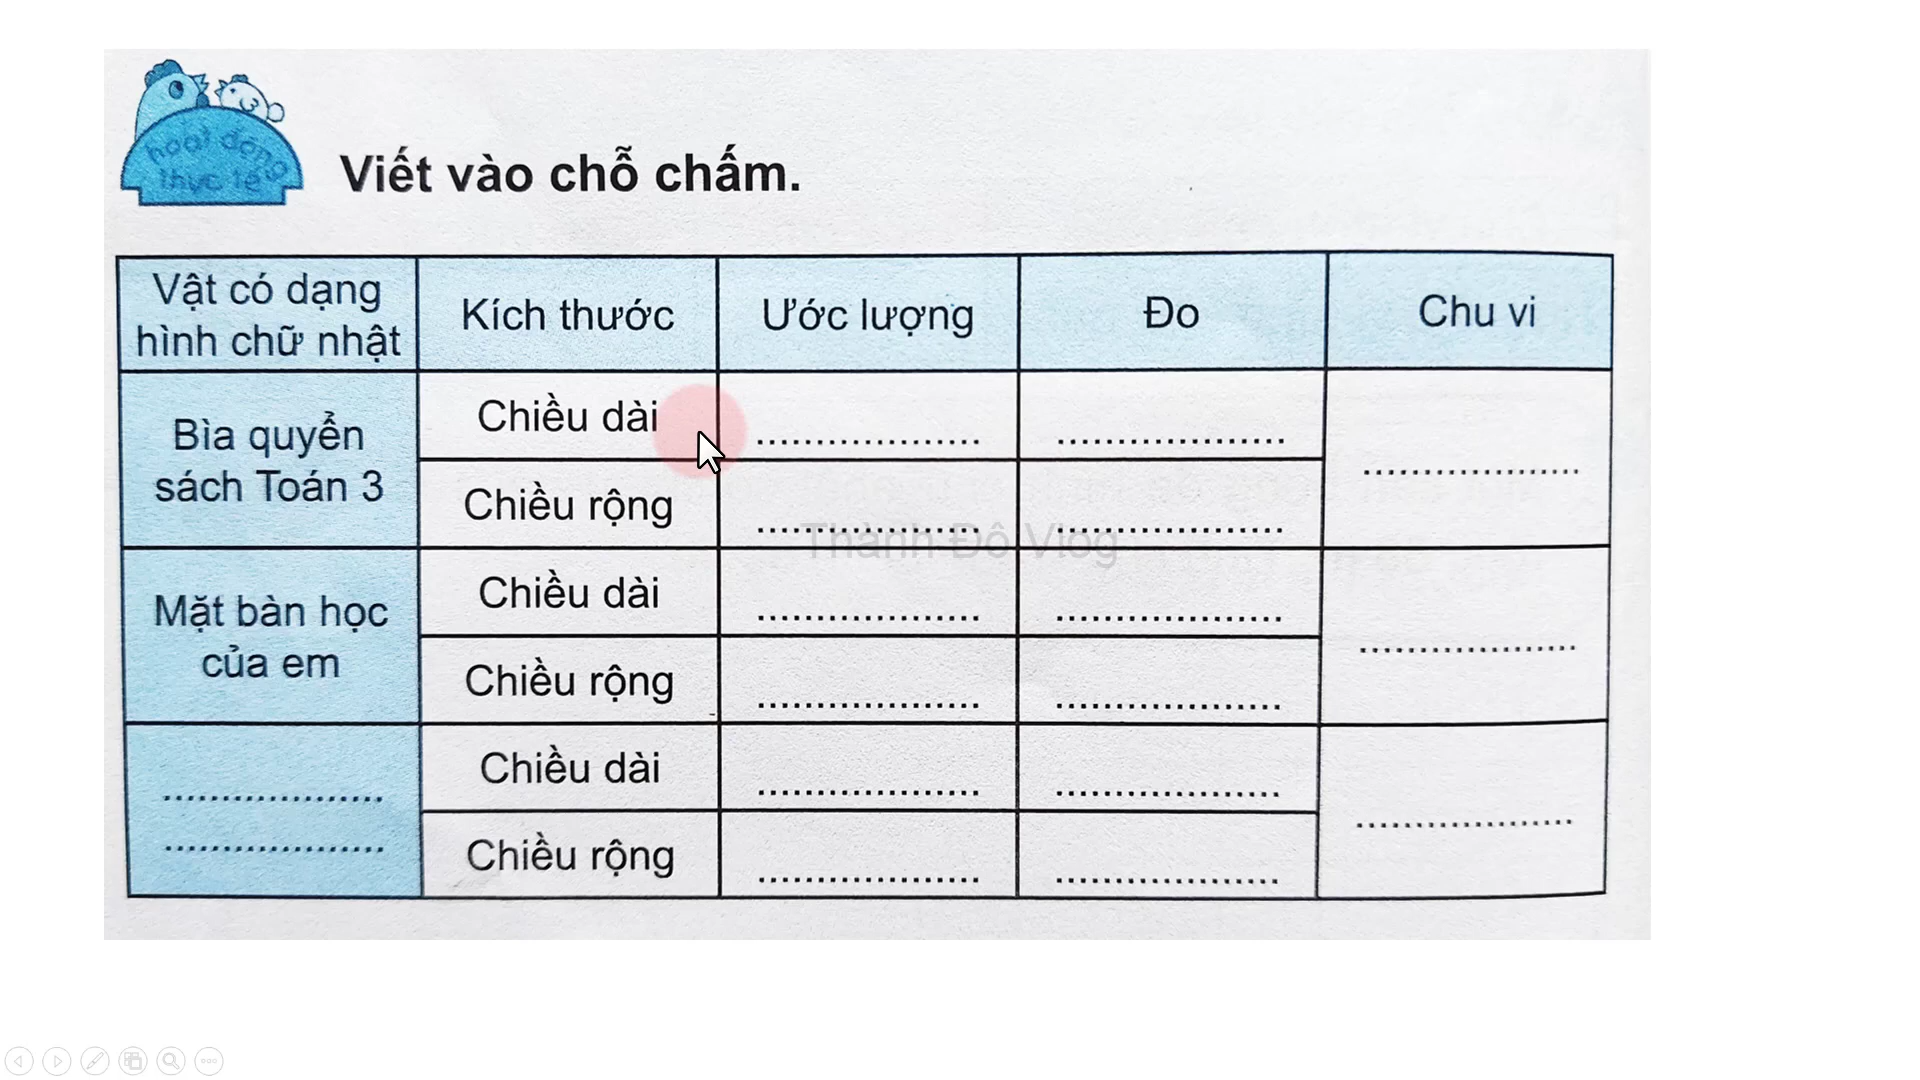 hoạt động
thực tế
Viết vào chỗ chấm.
Vật có dạng
hình chữ nhật
Kích thước
Ước lượng
Đo
Chu vi
Bìa quyển
sách Toán 3
Chiều dài
....................
....................
....................
Chiều rộng
....................
....................
Mặt bàn học
của em
Chiều dài
....................
....................
....................
Chiều rộng
....................
....................
....................
....................
Chiều dài
....................
....................
....................
Chiều rộng
....................
....................
Thành Đô Vlog